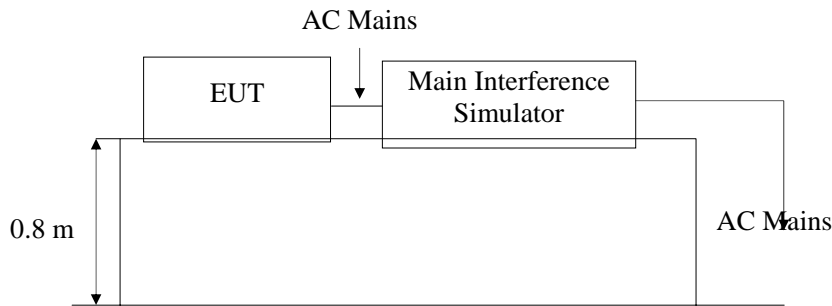 AC Mains
EUT
Main Interference
Simulator
0.8 m
AC Mains